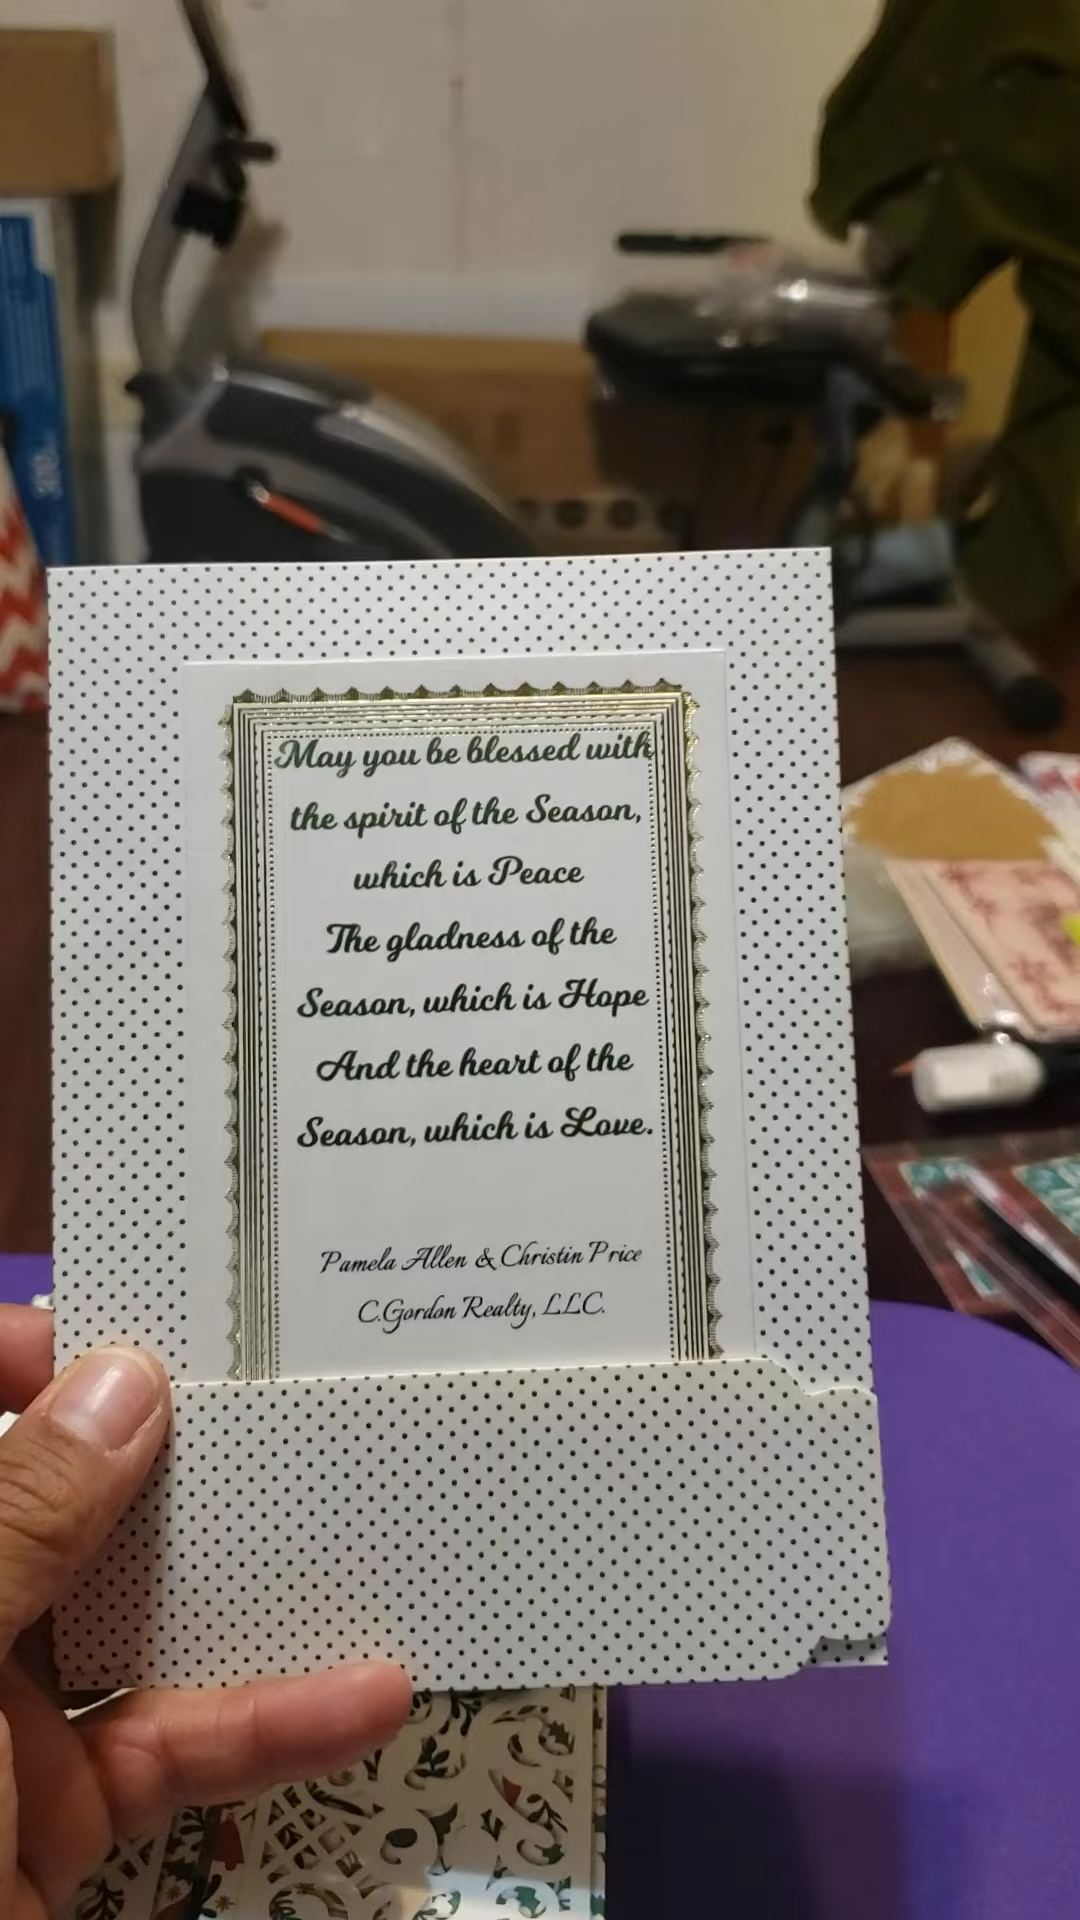 May you be blessed with
the spirit of the Season,
which is Peace
The gladness of the
Season, which is Hope
And the heart of the
Season, which is Love.
Pamela Allen & Christin Price
C.Gordon Realty, LLC.